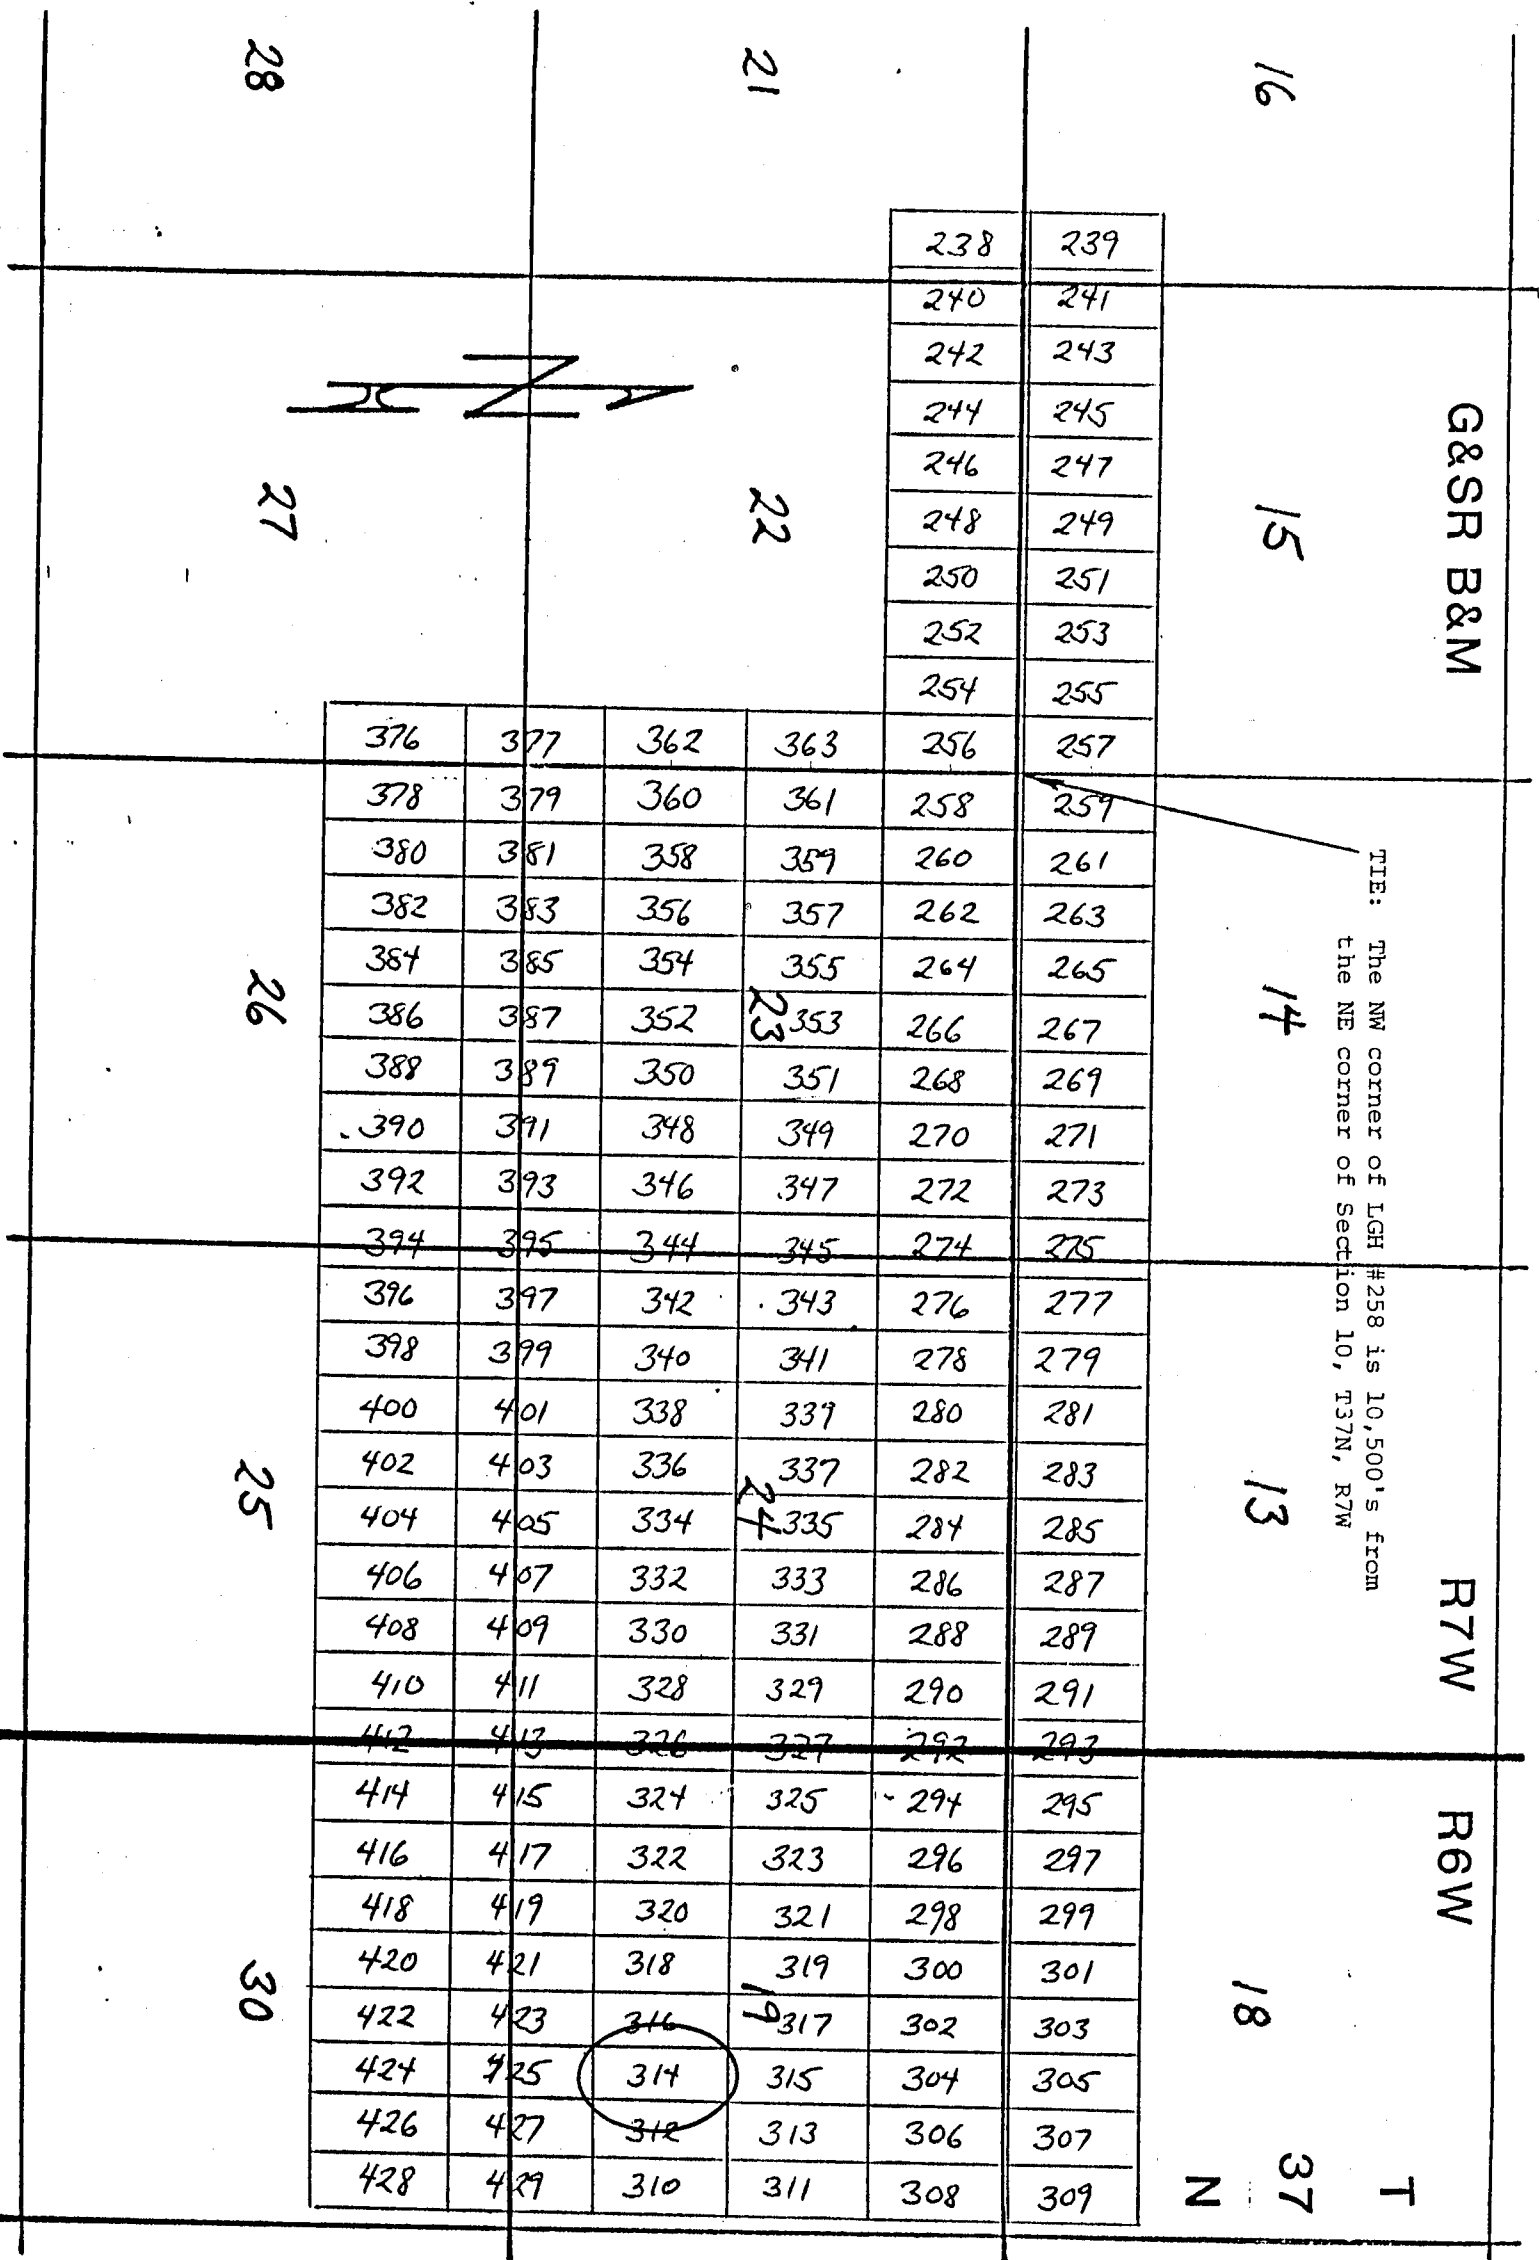 G&SR B&M
R7W
R6W
T
37
N
TIE: The NW corner of LGH #258 is 10,500's from
the NE corner of Section 10, T37N, R7W
16
15
14
13
18
21
22
23
24
19
28
27
26
25
30
N
238 239
240 241
242 243
244 245
246 247
248 249
250 251
252 253
254 255
376 377 362 363 256 257
378 379 360 361 258 259
380 381 358 359 260 261
382 383 356 357 262 263
384 385 354 355 264 265
386 387 352 353 266 267
388 389 350 351 268 269
390 391 348 349 270 271
392 393 346 347 272 273
394 395 344 345 274 275
396 397 342 343 276 277
398 399 340 341 278 279
400 401 338 339 280 281
402 403 336 337 282 283
404 405 334 335 284 285
406 407 332 333 286 287
408 409 330 331 288 289
410 411 328 329 290 291
412 413 326 327 292 293
414 415 324 325 294 295
416 417 322 323 296 297
418 419 320 321 298 299
420 421 318 319 300 301
422 423 316 317 302 303
424 425 314 315 304 305
426 427 312 313 306 307
428 429 310 311 308 309